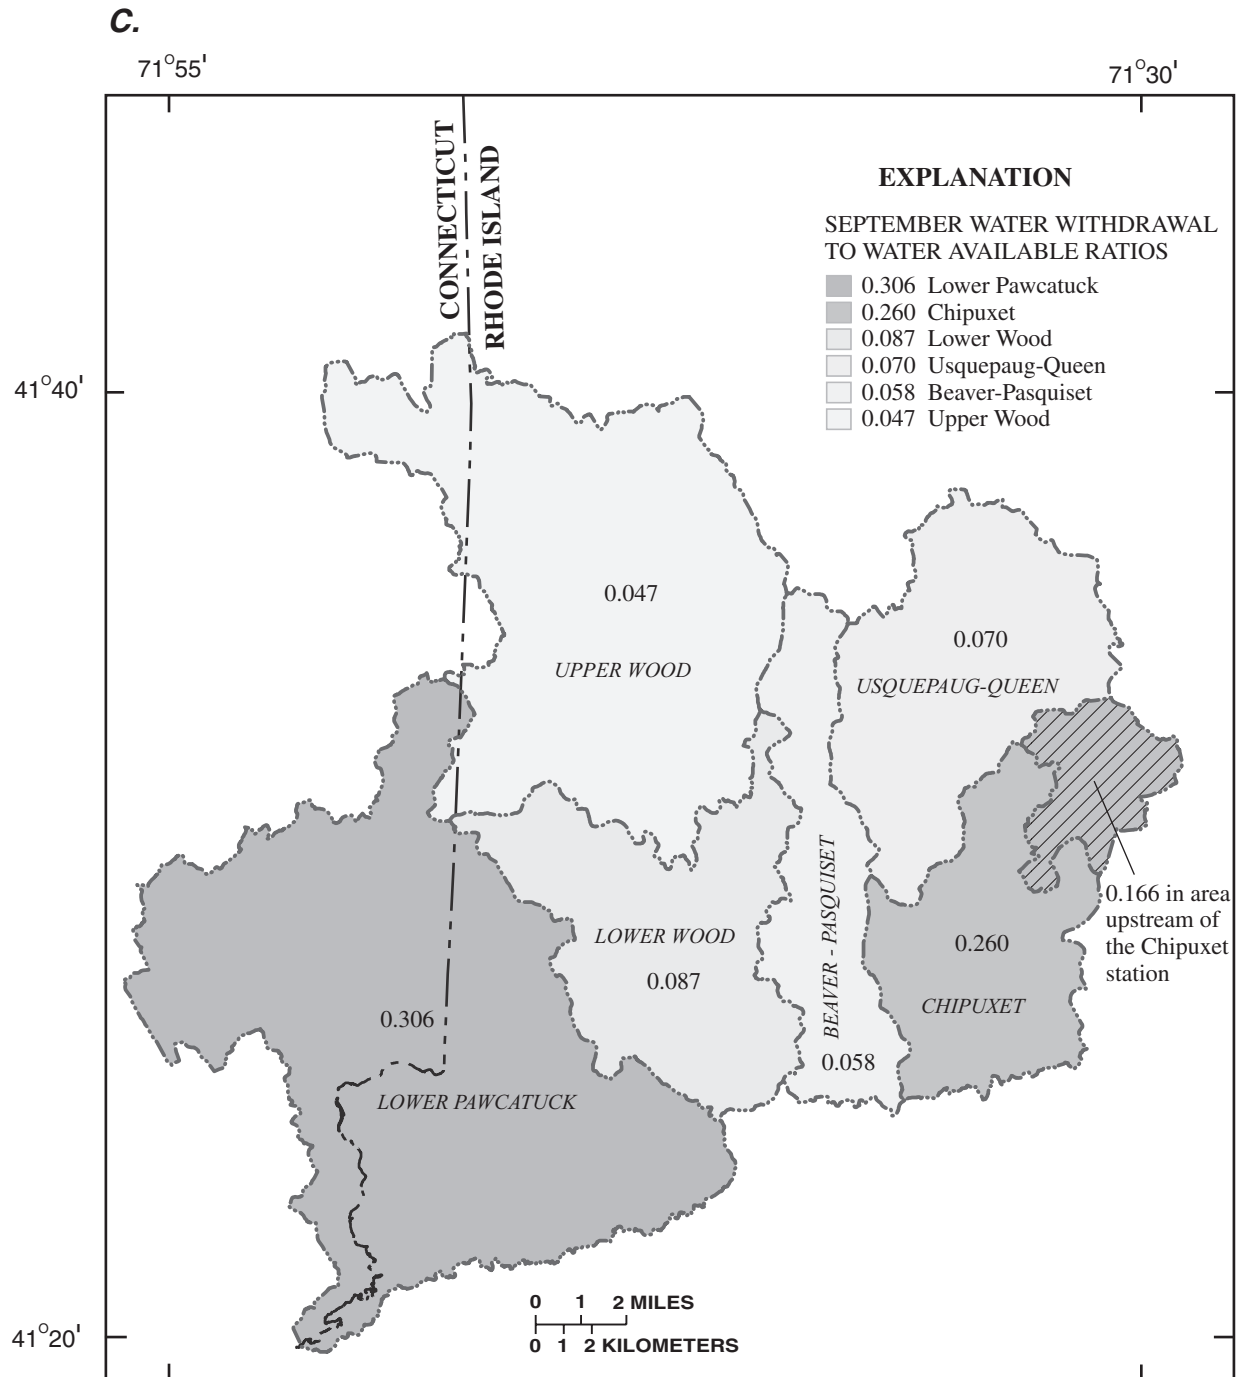 C.
71°55'
71°30'
CONNECTICUT
RHODE ISLAND
EXPLANATION
SEPTEMBER WATER WITHDRAWAL
TO WATER AVAILABLE RATIOS
0.306 Lower Pawcatuck
0.260 Chipuxet
0.087 Lower Wood
0.070 Usquepaug-Queen
0.058 Beaver-Pasquiset
0.047 Upper Wood
41°40'
0.047
UPPER WOOD
0.070
USQUEPAUG-QUEEN
0.166 in area
upstream of
the Chipuxet
station
LOWER WOOD
0.087
BEAVER - PASQUISET
0.058
0.260
CHIPUXET
0.306
LOWER PAWCATUCK
0 1 2 MILES
0 1 2 KILOMETERS
41°20'